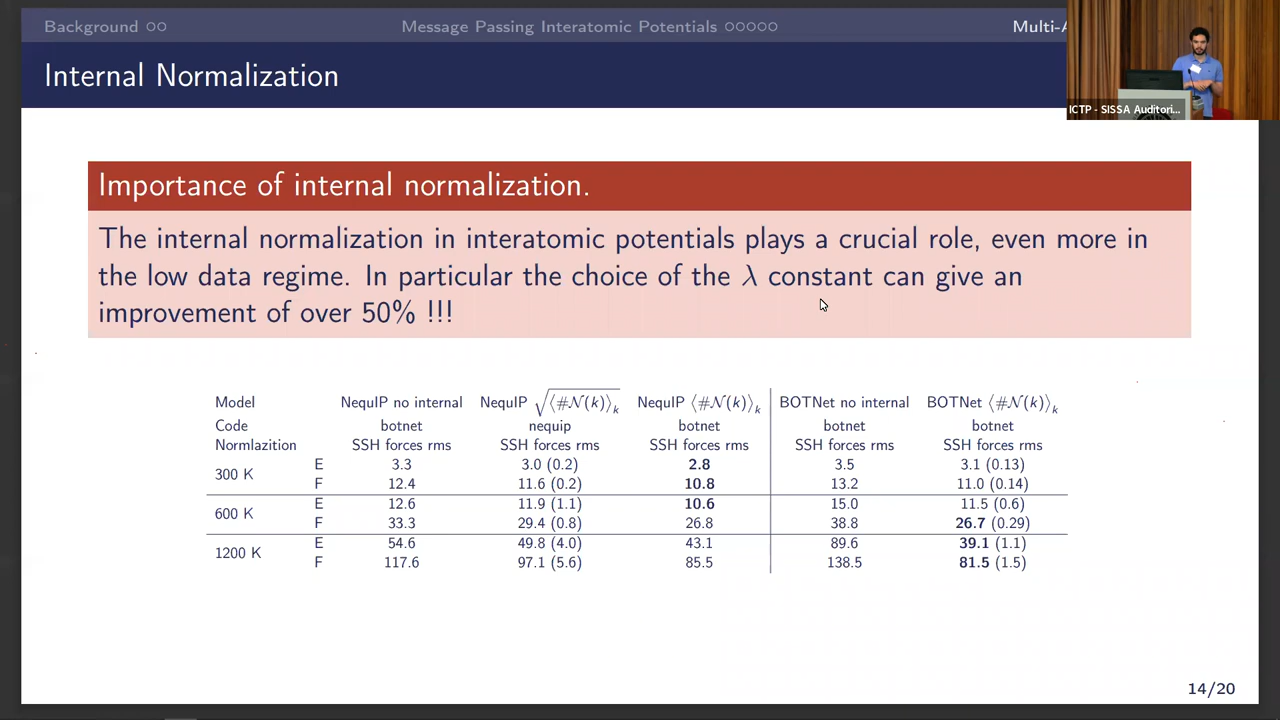 Background ○○ Message Passing Interatomic Potentials ○○○○○ Multi-A
Internal Normalization
ICTP - SISSA Auditori...
Importance of internal normalization.
The internal normalization in interatomic potentials plays a crucial role, even more in
the low data regime. In particular the choice of the λ constant can give an
improvement of over 50% !!!
Model NequIP no internal NequIP √⟨#𝒩(k)⟩ₖ NequIP ⟨#𝒩(k)⟩ₖ BOTNet no internal BOTNet ⟨#𝒩(k)⟩ₖ
Code botnet nequip botnet botnet botnet
Normlazition SSH forces rms SSH forces rms SSH forces rms SSH forces rms SSH forces rms
300 K E 3.3 3.0 (0.2) 2.8 3.5 3.1 (0.13)
F 12.4 11.6 (0.2) 10.8 13.2 11.0 (0.14)
600 K E 12.6 11.9 (1.1) 10.6 15.0 11.5 (0.6)
F 33.3 29.4 (0.8) 26.8 38.8 26.7 (0.29)
1200 K E 54.6 49.8 (4.0) 43.1 89.6 39.1 (1.1)
F 117.6 97.1 (5.6) 85.5 138.5 81.5 (1.5)
14/20